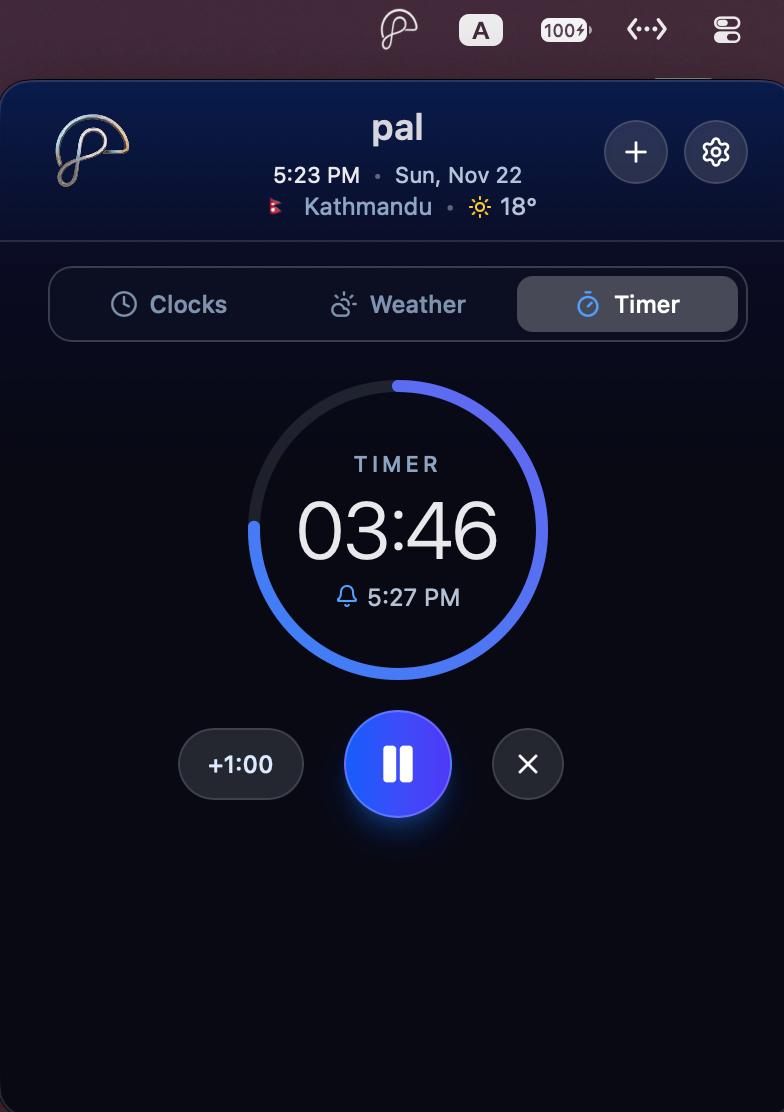 A
100
pal
5:23 PM • Sun, Nov 22
Kathmandu • 18°
Clocks
Weather
Timer
TIMER
03:46
5:27 PM
+1:00